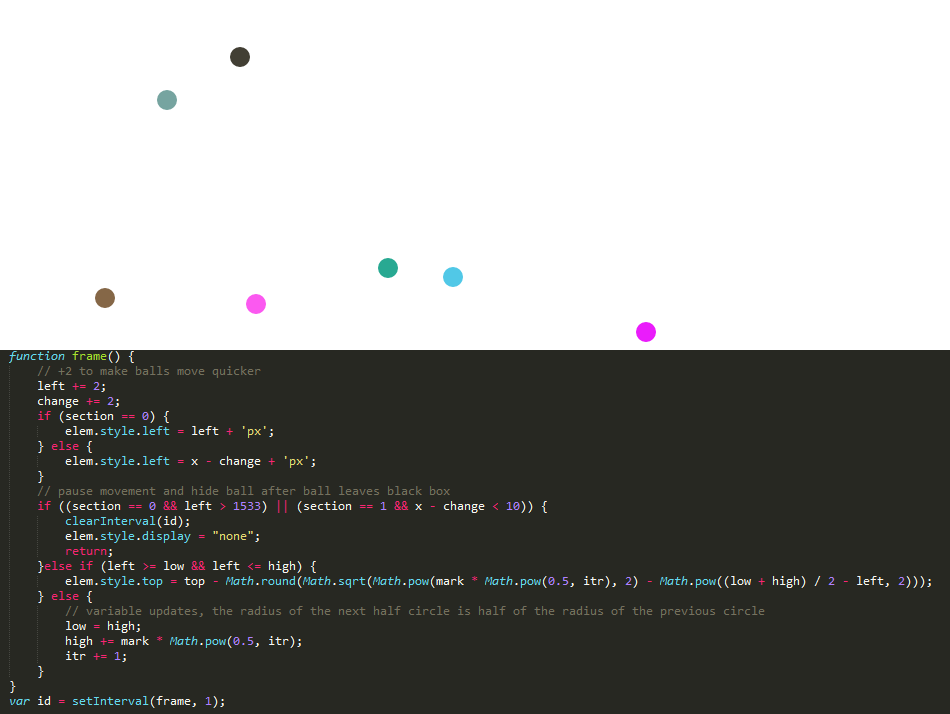 function frame() {
// +2 to make balls move quicker
left += 2;
change += 2;
if (section == 0) {
elem.style.left = left + 'px';
} else {
elem.style.left = x - change + 'px';
}
// pause movement and hide ball after ball leaves black box
if ((section == 0 && left > 1533) || (section == 1 && x - change < 10)) {
clearInterval(id);
elem.style.display = "none";
return;
}else if (left >= low && left <= high) {
elem.style.top = top - Math.round(Math.sqrt(Math.pow(mark * Math.pow(0.5, itr), 2) - Math.pow((low + high) / 2 - left, 2)));
} else {
// variable updates, the radius of the next half circle is half of the radius of the previous circle
low = high;
high += mark * Math.pow(0.5, itr);
itr += 1;
}
}
var id = setInterval(frame, 1);